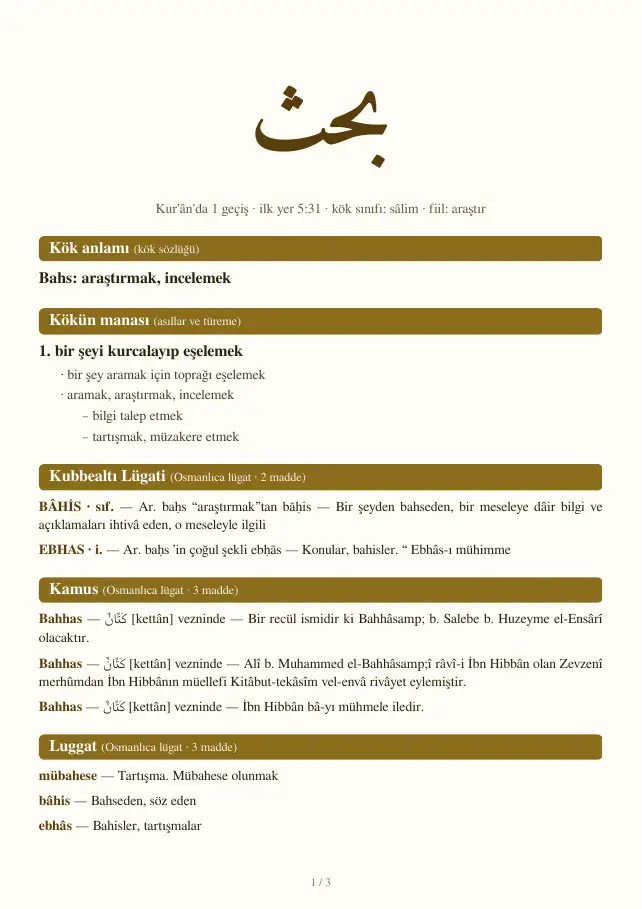 بحث
Kur'ân'da 1 geçiş · ilk yer 5:31 · kök sınıfı: sâlim · fiil: araştır
Kök anlamı (kök sözlüğü)
Bahs: araştırmak, incelemek
Kökün manası (asıllar ve türeme)
1. bir şeyi kurcalayıp eşelemek
· bir şey aramak için toprağı eşelemek
· aramak, araştırmak, incelemek
– bilgi talep etmek
– tartışmak, müzakere etmek
Kubbealtı Lügati (Osmanlıca lügat · 2 madde)
BÂHİS · sıf. — Ar. baḥs “araştırmak”tan bāḥis — Bir şeyden bahseden, bir meseleye dâir bilgi ve
açıklamaları ihtivâ eden, o meseleyle ilgili
EBHAS · i. — Ar. baḥs ’in çoğul şekli ebḥās — Konular, bahisler. “ Ebhâs-ı mühimme
Kamus (Osmanlıca lügat · 3 madde)
Bahhas — كَتَّانٌ [kettân] vezninde — Bir recül ismidir ki Bahhâsamp; b. Salebe b. Huzeyme el-Ensârî
olacaktır.
Bahhas — كَتَّانٌ [kettân] vezninde — Alî b. Muhammed el-Bahhâsamp;î râvî-i İbn Hibbân olan Zevzenî
merhûmdan İbn Hibbânın müellefi Kitâbut-tekâsîm vel-envâ rivâyet eylemiştir.
Bahhas — كَتَّانٌ [kettân] vezninde — İbn Hibbân bâ-yı mühmele iledir.
Luggat (Osmanlıca lügat · 3 madde)
mübahese — Tartışma. Mübahese olunmak
bâhis — Bahseden, söz eden
ebhâs — Bahisler, tartışmalar
1 / 3